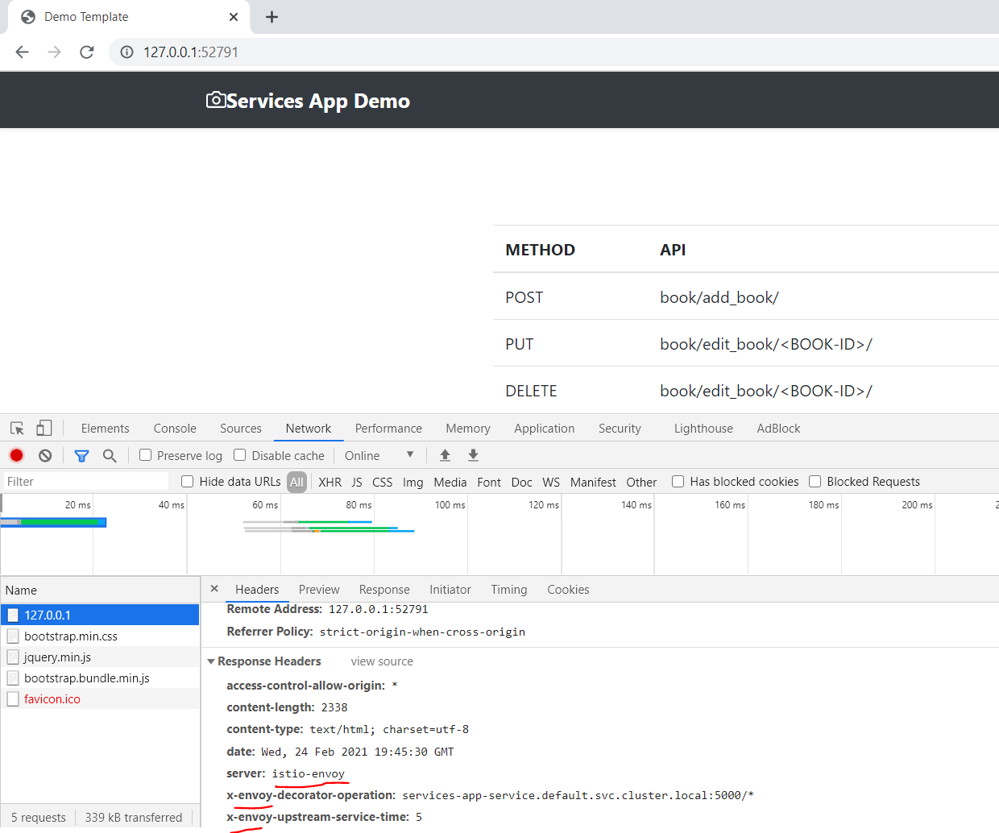 Demo Template
127.0.0.1:52791
Services App Demo
METHOD API
POST book/add_book/
PUT book/edit_book/<BOOK-ID>/
DELETE book/edit_book/<BOOK-ID>/
Elements Console Sources Network Performance Memory Application Security Lighthouse AdBlock
Preserve log Disable cache Online
Filter Hide data URLs All XHR JS CSS Img Media Font Doc WS Manifest Other Has blocked cookies Blocked Requests
20 ms 40 ms 60 ms 80 ms 100 ms 120 ms 140 ms 160 ms 180 ms 200 ms 2
Name
127.0.0.1
bootstrap.min.css
jquery.min.js
bootstrap.bundle.min.js
favicon.ico
5 requests 339 kB transferred
Headers Preview Response Initiator Timing Cookies
Remote Address: 127.0.0.1:52791
Referrer Policy: strict-origin-when-cross-origin
Response Headers view source
access-control-allow-origin: *
content-length: 2338
content-type: text/html; charset=utf-8
date: Wed, 24 Feb 2021 19:45:30 GMT
server: istio-envoy
x-envoy-decorator-operation: services-app-service.default.svc.cluster.local:5000/*
x-envoy-upstream-service-time: 5